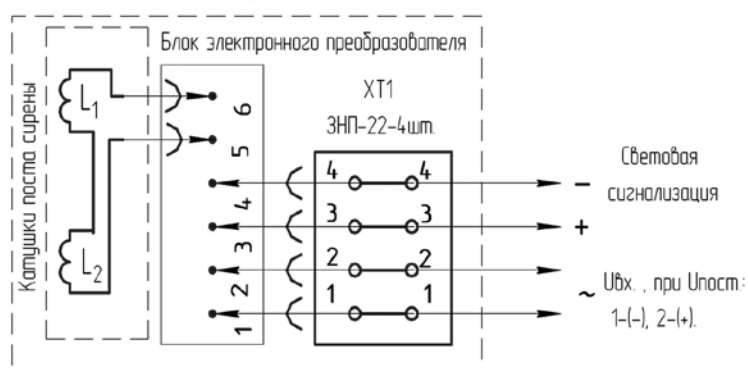 Блок электронного преобразователя
Катушки поста сирены
L1
L2
6
5
4
3
2
1
ХТ1
ЗНП-22-4шт.
4 4
3 3
2 2
1 1
Световая
сигнализация
−
+
~ Uвх. , при Uпост.:
1-(-), 2-(+).